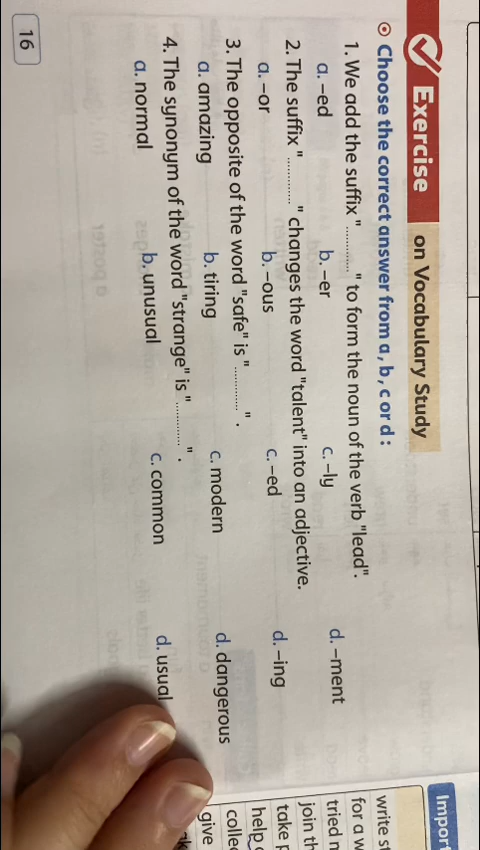 Exercise on Vocabulary Study
Choose the correct answer from a, b, c or d :
1. We add the suffix "............" to form the noun of the verb "lead".
a. –ed b. –er c. –ly d. –ment
2. The suffix "............" changes the word "talent" into an adjective.
a. –or b. –ous c. –ed d. –ing
3. The opposite of the word "safe" is "............".
a. amazing b. tiring c. modern d. dangerous
4. The synonym of the word "strange" is "............".
a. normal b. unusual c. common d. usual
16
write
for a
tried
join
take
help
give